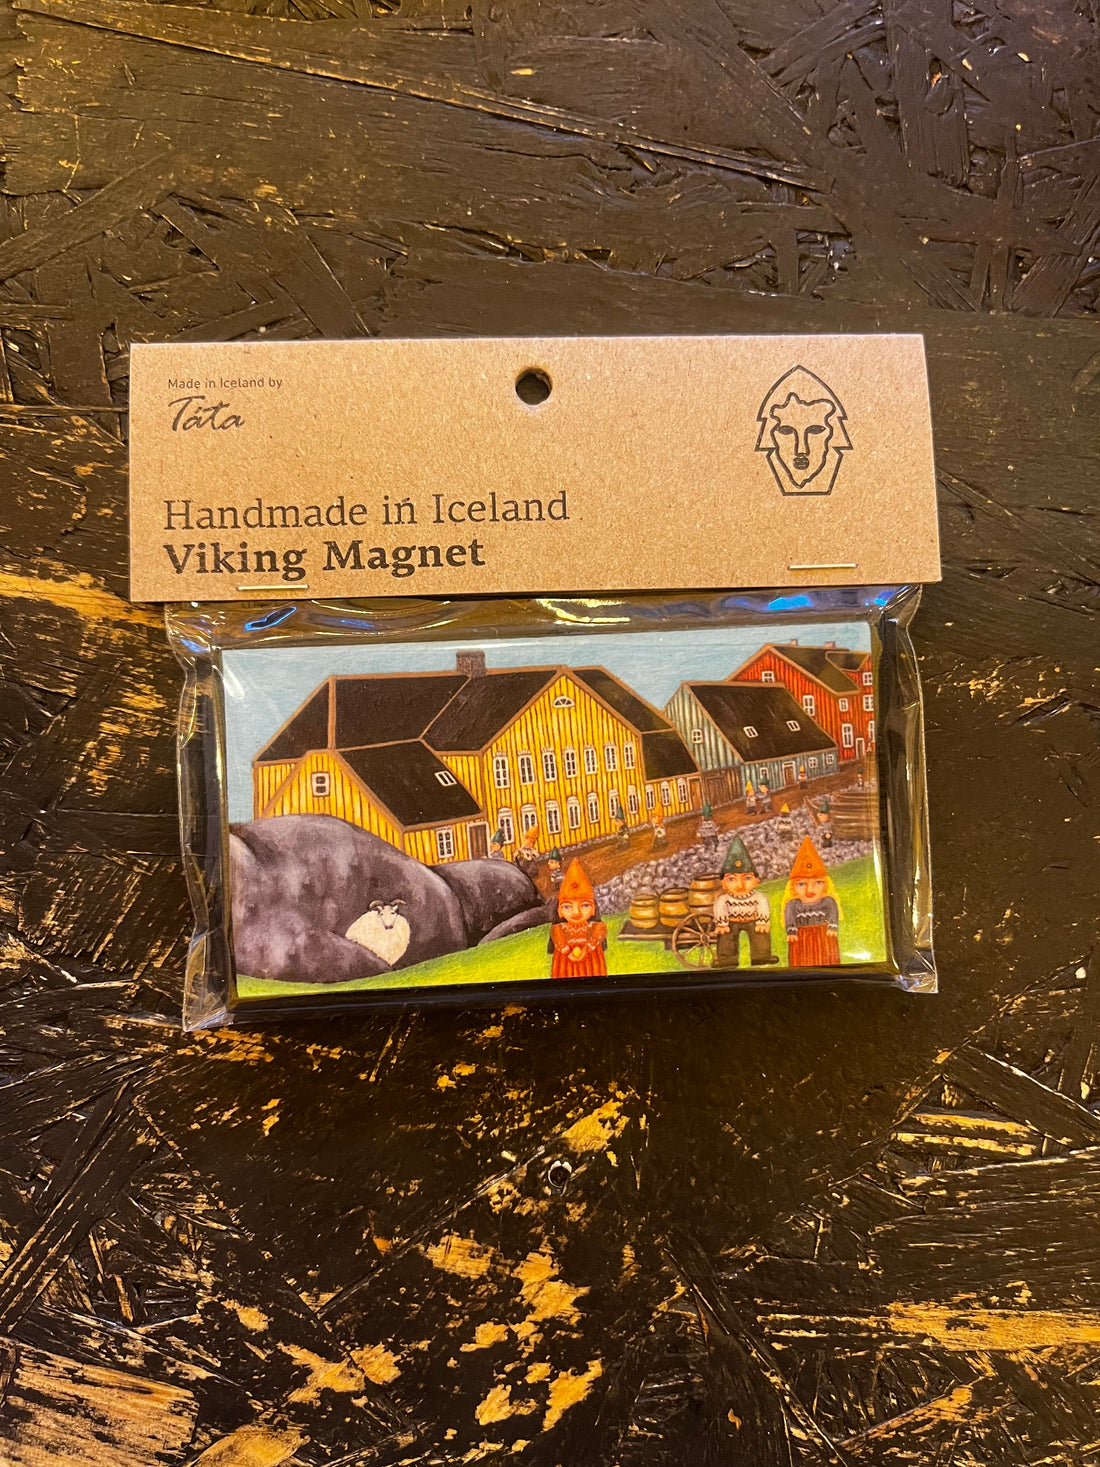 Made in Iceland by
Táta
Handmade in Iceland
Viking Magnet